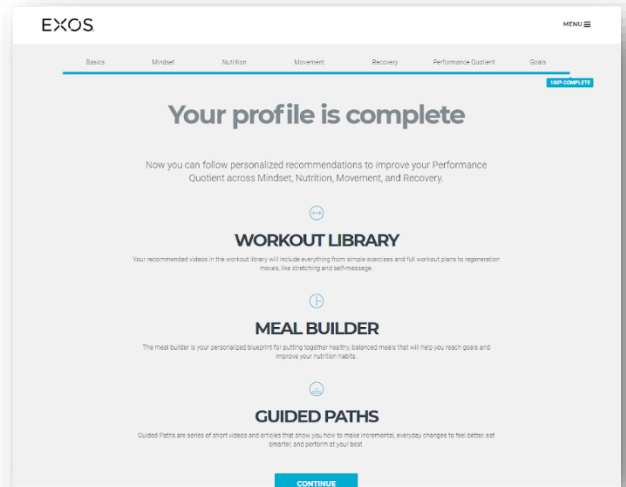 EXOS
MENU
Basics Mindset Nutrition Movement Recovery Performance Quotient Goals
100% COMPLETE
Your profile is complete
Now you can follow personalized recommendations to improve your Performance
Quotient across Mindset, Nutrition, Movement, and Recovery.
WORKOUT LIBRARY
Your recommended videos in the workout library will include everything from simple exercises and full workout plans to regeneration
moves, like stretching and self-massage.
MEAL BUILDER
The meal builder is your personalized blueprint for putting together healthy, balanced meals that will help you reach goals and
improve your nutrition habits.
GUIDED PATHS
Guided Paths are series of short videos and articles that show you how to make incremental, everyday changes to feel better, eat
smarter, and perform at your best.
CONTINUE